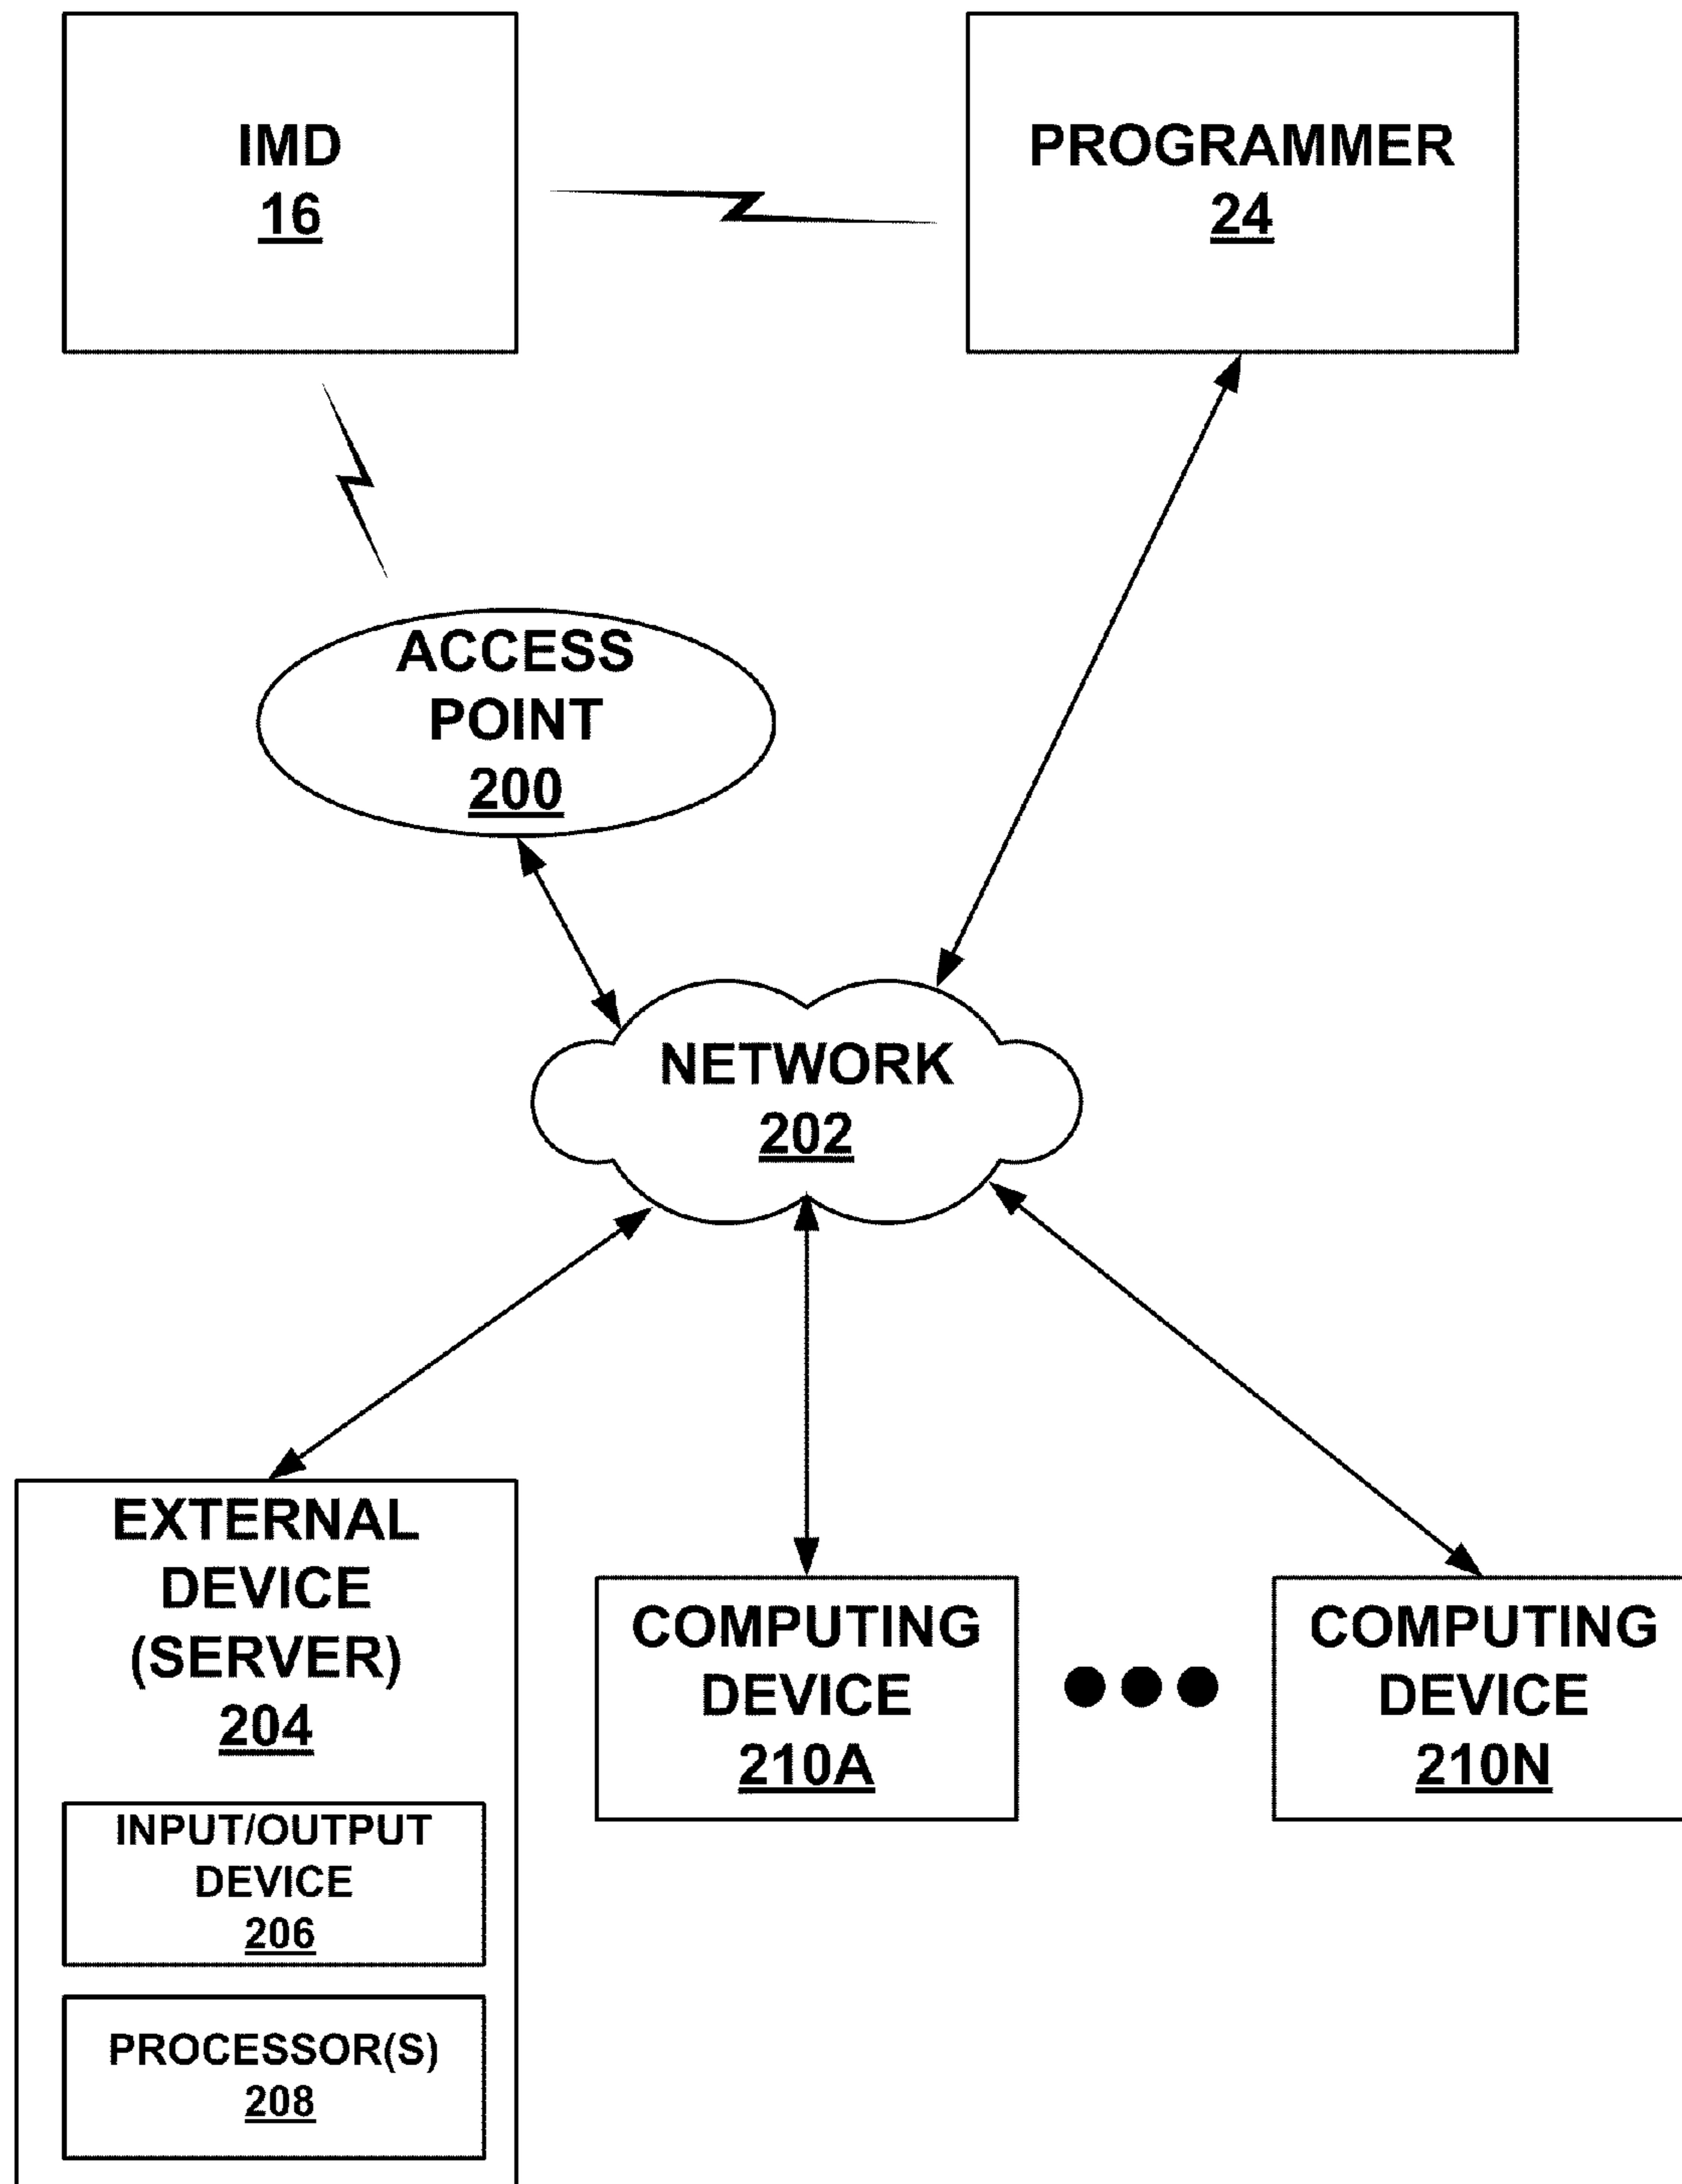 IMD
16
PROGRAMMER
24
ACCESS
POINT
200
NETWORK
202
EXTERNAL
DEVICE
(SERVER)
204
INPUT/OUTPUT
DEVICE
206
PROCESSOR(S)
208
COMPUTING
DEVICE
210A
COMPUTING
DEVICE
210N